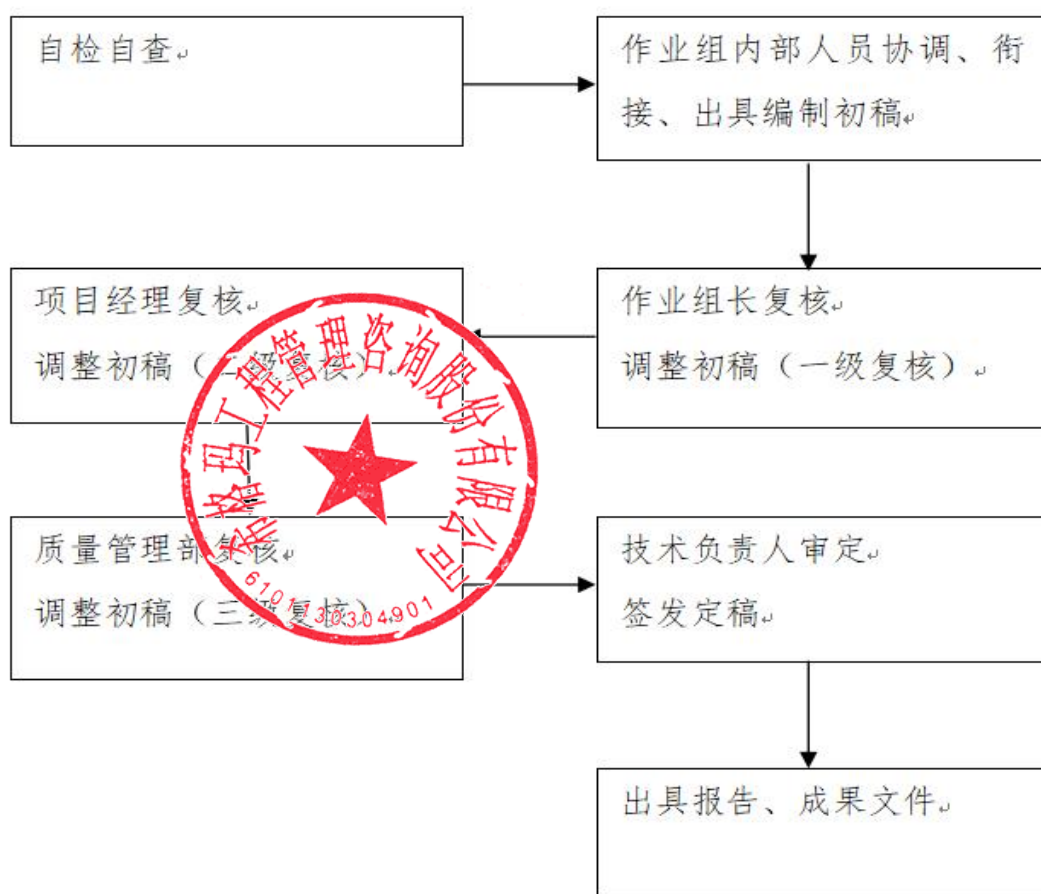 自检自查
作业组内部人员协调、衔
接、出具编制初稿
项目经理复核
调整初稿（二级复核）
作业组长复核
调整初稿（一级复核）
希格玛工程管理咨询股份有限公司
6101130304901
质量管理部复核
调整初稿（三级复核）
技术负责人审定
签发定稿
出具报告、成果文件